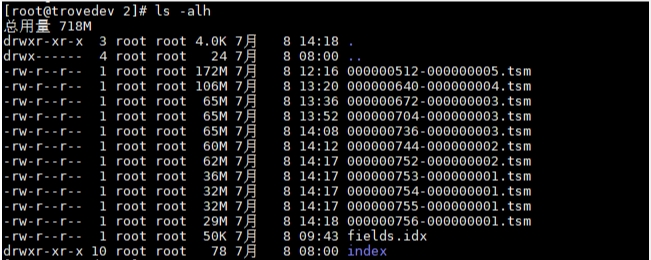 [root@trovedev 2]# ls -alh
总用量 718M
drwxr-xr-x 3 root root 4.0K 7月 8 14:18 .
drwx------ 4 root root 24 7月 8 08:00 ..
-rw-r--r-- 1 root root 172M 7月 8 12:16 000000512-000000005.tsm
-rw-r--r-- 1 root root 106M 7月 8 13:20 000000640-000000004.tsm
-rw-r--r-- 1 root root 65M 7月 8 13:36 000000672-000000003.tsm
-rw-r--r-- 1 root root 65M 7月 8 13:52 000000704-000000003.tsm
-rw-r--r-- 1 root root 65M 7月 8 14:08 000000736-000000003.tsm
-rw-r--r-- 1 root root 60M 7月 8 14:12 000000744-000000002.tsm
-rw-r--r-- 1 root root 62M 7月 8 14:17 000000752-000000002.tsm
-rw-r--r-- 1 root root 36M 7月 8 14:17 000000753-000000001.tsm
-rw-r--r-- 1 root root 32M 7月 8 14:17 000000754-000000001.tsm
-rw-r--r-- 1 root root 32M 7月 8 14:17 000000755-000000001.tsm
-rw-r--r-- 1 root root 29M 7月 8 14:18 000000756-000000001.tsm
-rw-r--r-- 1 root root 50K 7月 8 09:43 fields.idx
drwxr-xr-x 10 root root 78 7月 8 08:00 index